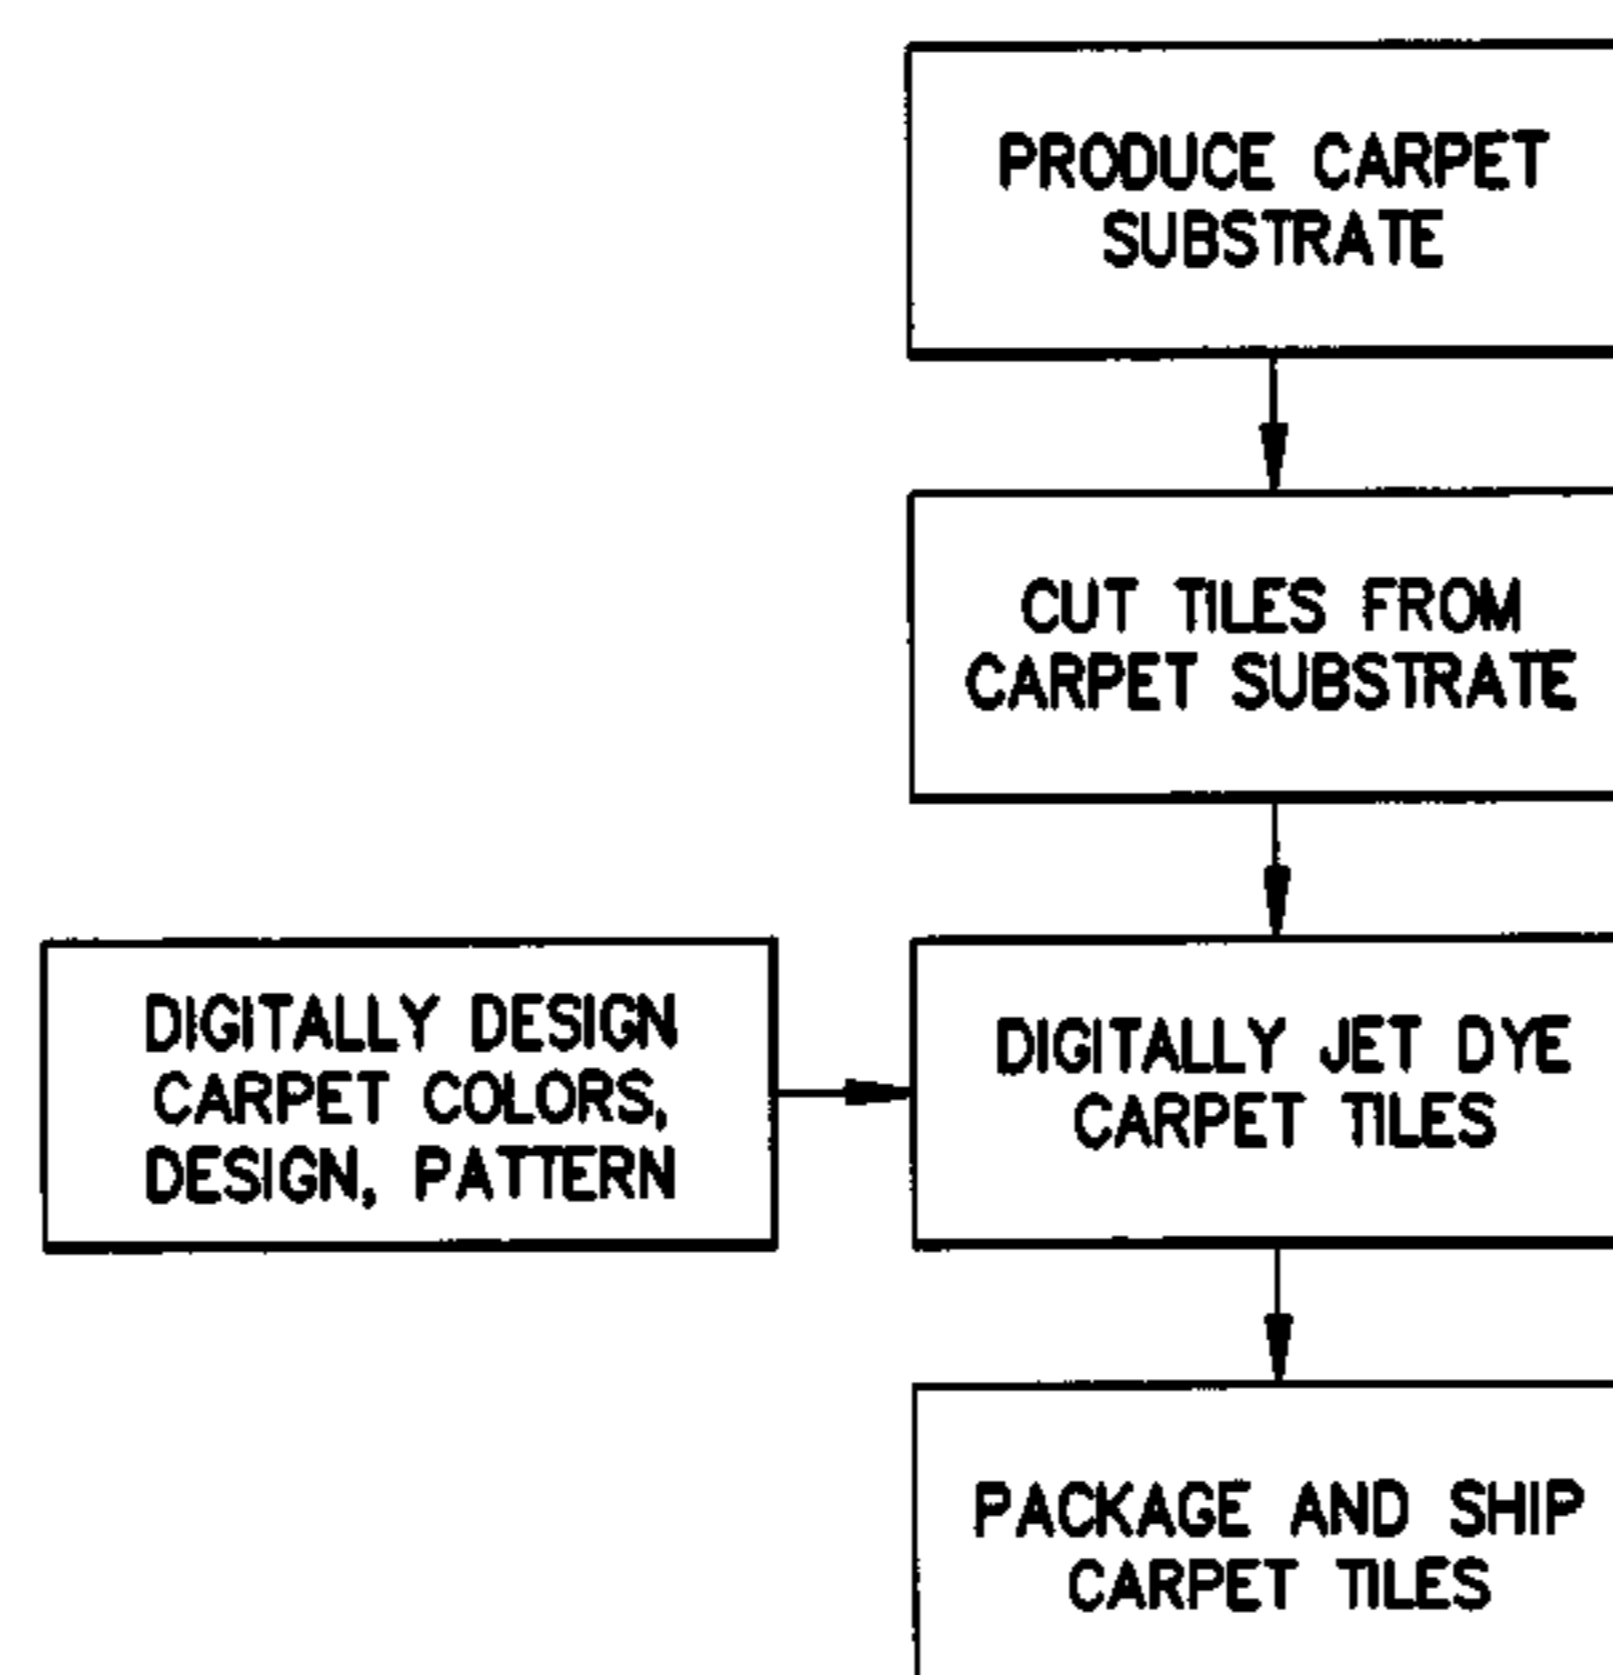 PRODUCE CARPET
SUBSTRATE
CUT TILES FROM
CARPET SUBSTRATE
DIGITALLY DESIGN
CARPET COLORS,
DESIGN, PATTERN
DIGITALLY JET DYE
CARPET TILES
PACKAGE AND SHIP
CARPET TILES